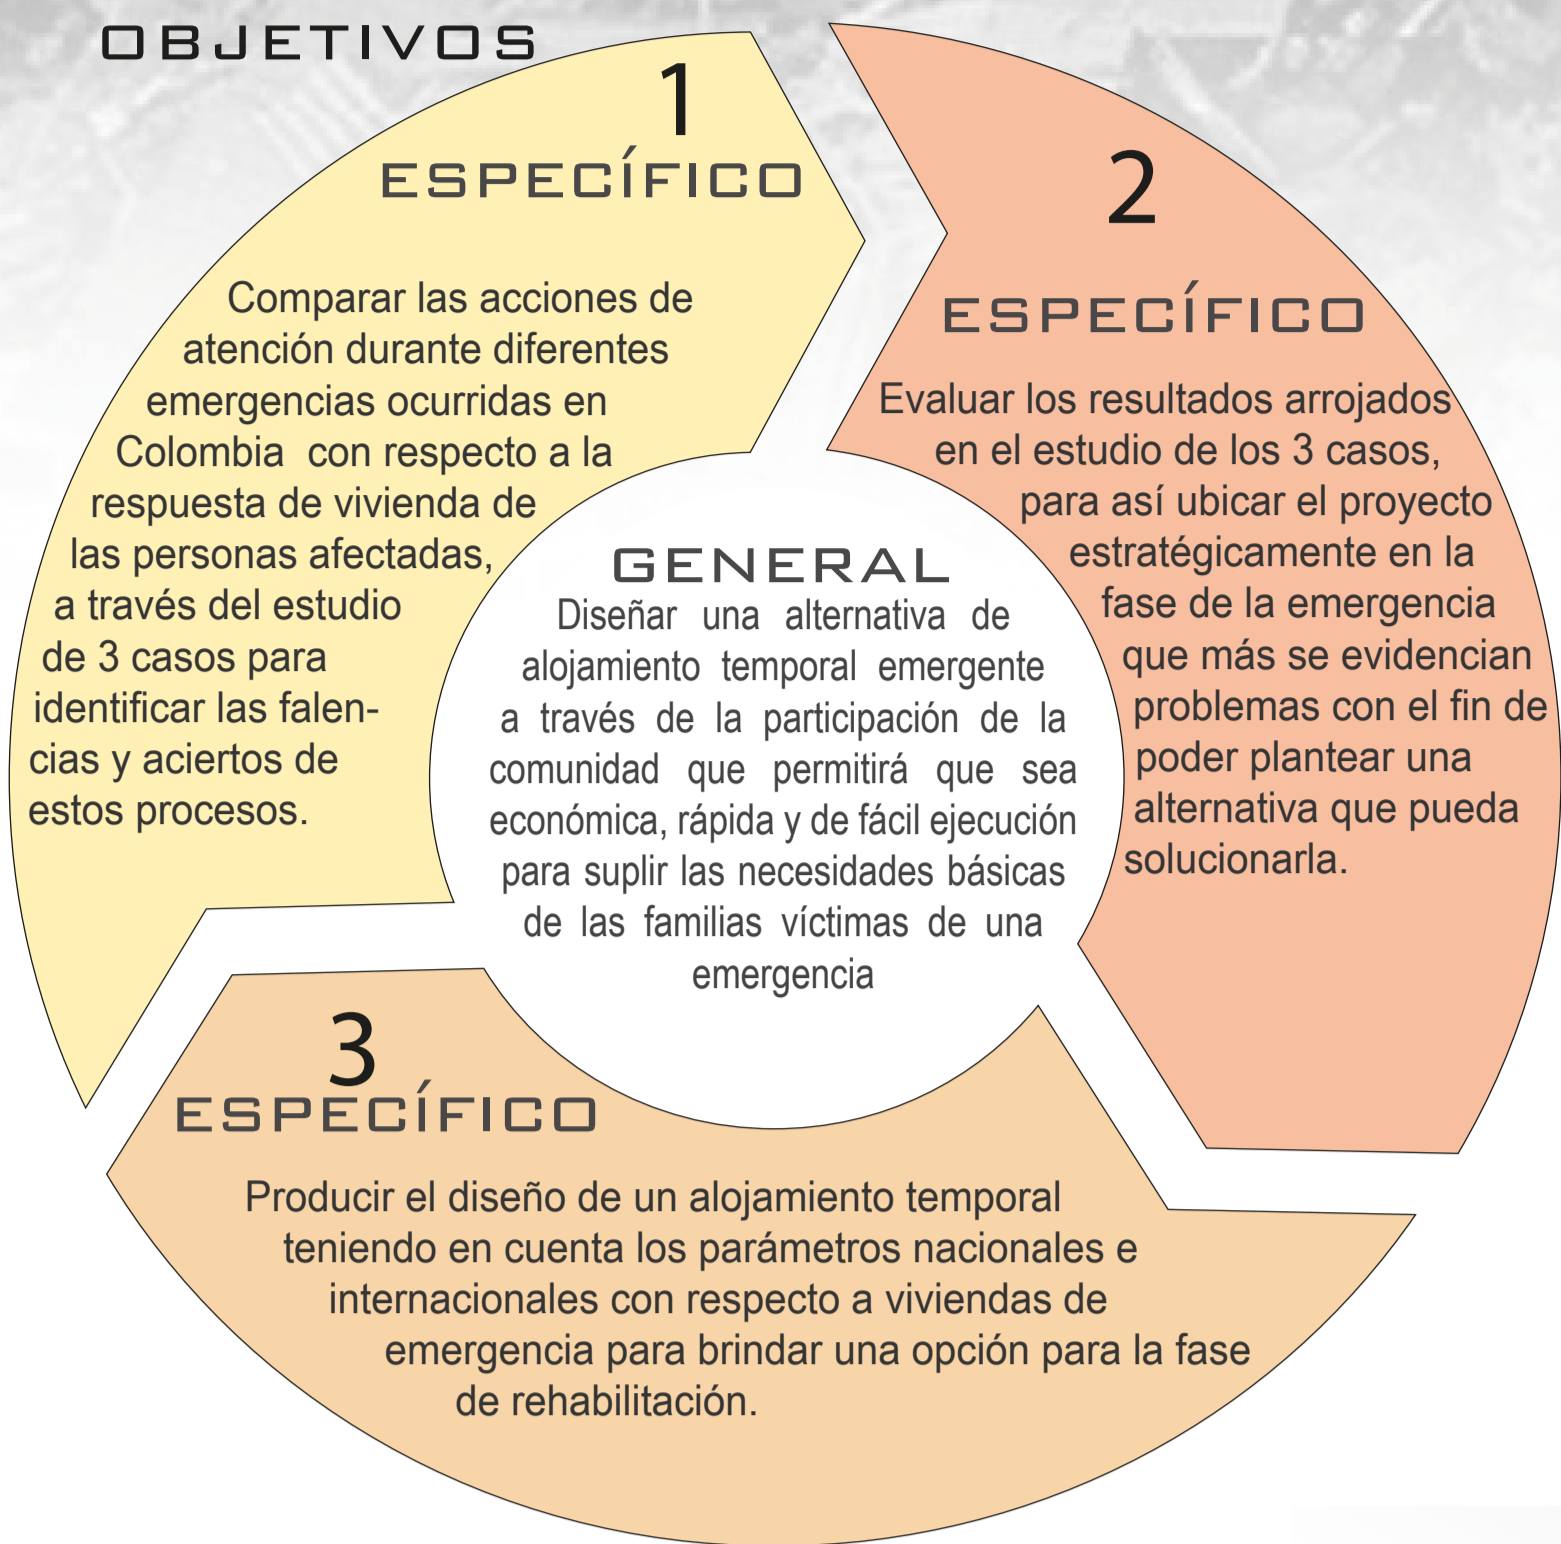 OBJETIVOS
1
ESPECÍFICO
Comparar las acciones de
atención durante diferentes
emergencias ocurridas en
Colombia con respecto a la
respuesta de vivienda de
las personas afectadas,
a través del estudio
de 3 casos para
identificar las falen-
cias y aciertos de
estos procesos.
2
ESPECÍFICO
Evaluar los resultados arrojados
en el estudio de los 3 casos,
para así ubicar el proyecto
estratégicamente en la
fase de la emergencia
que más se evidencian
problemas con el fin de
poder plantear una
alternativa que pueda
solucionarla.
GENERAL
Diseñar una alternativa de
alojamiento temporal emergente
a través de la participación de la
comunidad que permitirá que sea
económica, rápida y de fácil ejecución
para suplir las necesidades básicas
de las familias víctimas de una
emergencia
3
ESPECÍFICO
Producir el diseño de un alojamiento temporal
teniendo en cuenta los parámetros nacionales e
internacionales con respecto a viviendas de
emergencia para brindar una opción para la fase
de rehabilitación.